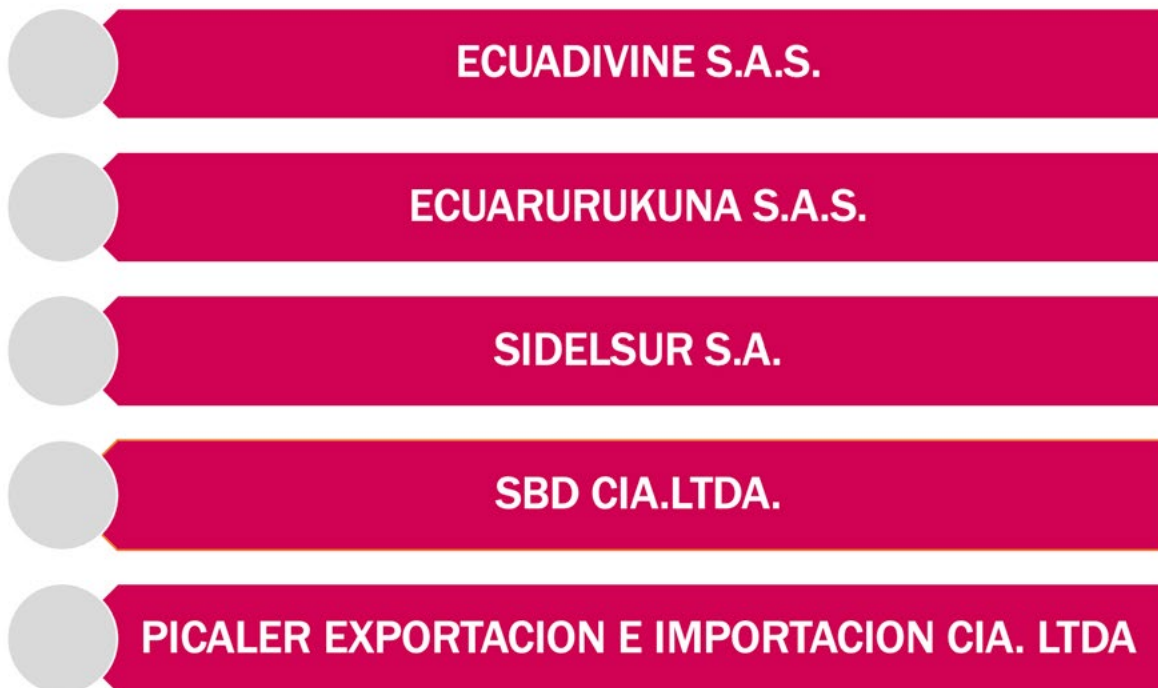 ECUADIVINE S.A.S.
ECUARURUKUNA S.A.S.
SIDELSUR S.A.
SBD CIA.LTDA.
PICALER EXPORTACION E IMPORTACION CIA. LTDA